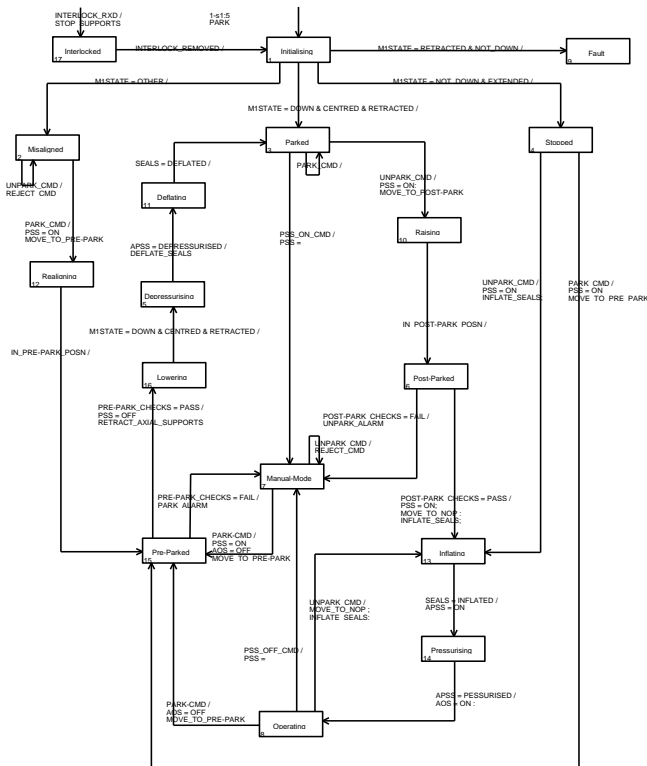 INTERLOCK_RXD /
STOP_SUPPORTS
1-s1:5
PARK
Interlocked
17
INTERLOCK_REMOVED /
Initialising
1
M1STATE = RETRACTED & NOT_DOWN /
Fault
9
M1STATE = OTHER /
M1STATE = NOT_DOWN & EXTENDED /
M1STATE = DOWN & CENTRED & RETRACTED /
Misaligned
2
Parked
3
Stopped
4
SEALS = DEFLATED /
PARK_CMD /
UNPARK_CMD /
REJECT_CMD
UNPARK_CMD /
PSS = ON;
MOVE_TO_POST-PARK
Deflating
11
PARK_CMD /
PSS = ON
MOVE_TO_PRE-PARK
Raising
10
APSS = DEPRESSURISED /
DEFLATE_SEALS
PSS_ON_CMD /
PSS =
Realigning
12
Depressurising
5
UNPARK_CMD /
PSS = ON
INFLATE_SEALS;
PARK_CMD /
PSS = ON
MOVE_TO_PRE_PARK
M1STATE = DOWN & CENTRED & RETRACTED /
IN_POST-PARK_POSN /
IN_PRE-PARK_POSN /
Lowering
16
Post-Parked
6
PRE-PARK_CHECKS = PASS /
PSS = OFF
RETRACT_AXIAL_SUPPORTS
POST-PARK_CHECKS = FAIL /
UNPARK_ALARM
UNPARK_CMD /
REJECT_CMD
Manual-Mode
7
PRE-PARK_CHECKS = FAIL /
PARK_ALARM
POST-PARK_CHECKS = PASS /
PSS = ON;
MOVE_TO_NOP ;
INFLATE_SEALS;
PARK-CMD /
PSS = ON
AOS = OFF
MOVE_TO_PRE-PARK
Pre-Parked
15
Inflating
13
UNPARK_CMD /
MOVE_TO_NOP ;
INFLATE_SEALS;
SEALS = INFLATED /
APSS = ON
PSS_OFF_CMD /
PSS =
Pressurising
14
APSS = PESSURISED /
AOS = ON ;
PARK-CMD /
AOS = OFF
MOVE_TO_PRE-PARK
Operating
8